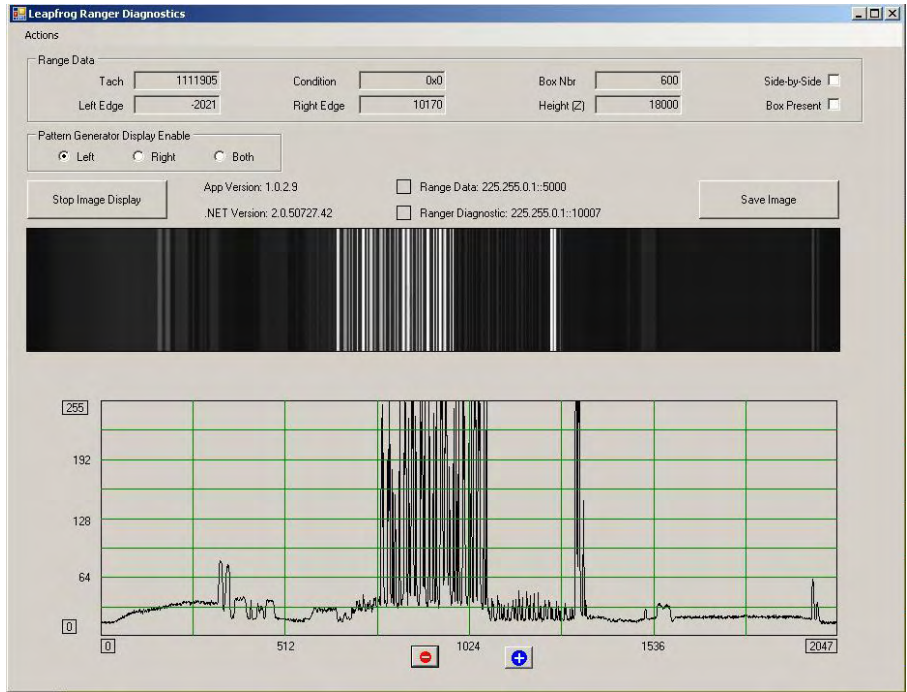 Leapfrog Ranger Diagnostics
Actions
Range Data
Tach 1111905 Condition 0x0 Box Nbr 600 Side-by-Side
Left Edge -2021 Right Edge 10170 Height (Z) 18000 Box Present
Pattern Generator Display Enable
Left Right Both
Stop Image Display
App Version: 1.0.2.9
.NET Version: 2.0.50727.42
Range Data: 225.255.0.1::5000
Ranger Diagnostic: 225.255.0.1::10007
Save Image
255
192
128
64
0
0 512 1024 1536 2047